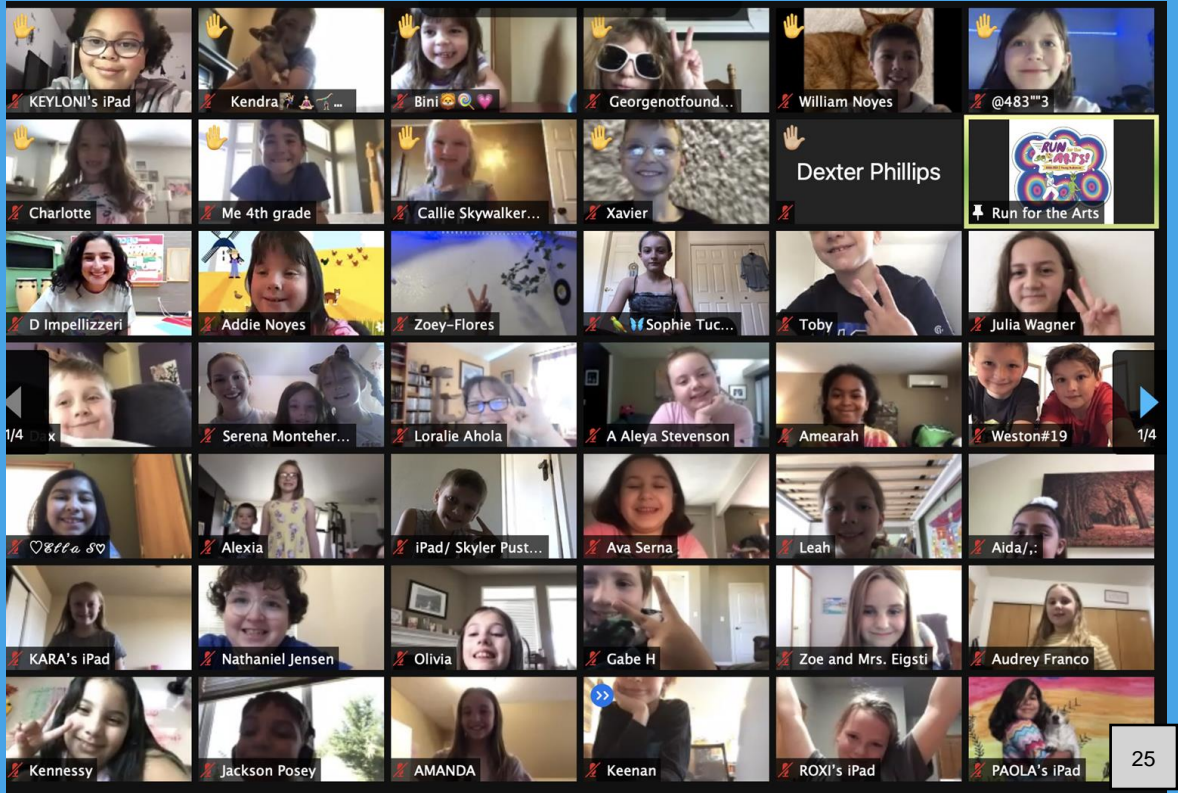 KEYLONI's iPad
Kendra🎻...
Bini🦁🍭💗
Georgenotfound...
William Noyes
@483""3
Charlotte
Me 4th grade
Callie Skywalker...
Xavier
Dexter Phillips
RUN for the ARTS!
Run for the Arts
D Impellizzeri
Addie Noyes
Zoey-Flores
Sophie Tuc...
Toby
Julia Wagner
1/4
Serena Monteher...
Loralie Ahola
A Aleya Stevenson
Amearah
Weston#19
1/4
♡𝓔𝓵𝓵𝓪 𝓢♡
Alexia
iPad/ Skyler Pust...
Ava Serna
Leah
Aida/,:
KARA's iPad
Nathaniel Jensen
Olivia
Gabe H
Zoe and Mrs. Eigsti
Audrey Franco
Kennessy
Jackson Posey
AMANDA
Keenan
ROXI's iPad
PAOLA's iPad
25